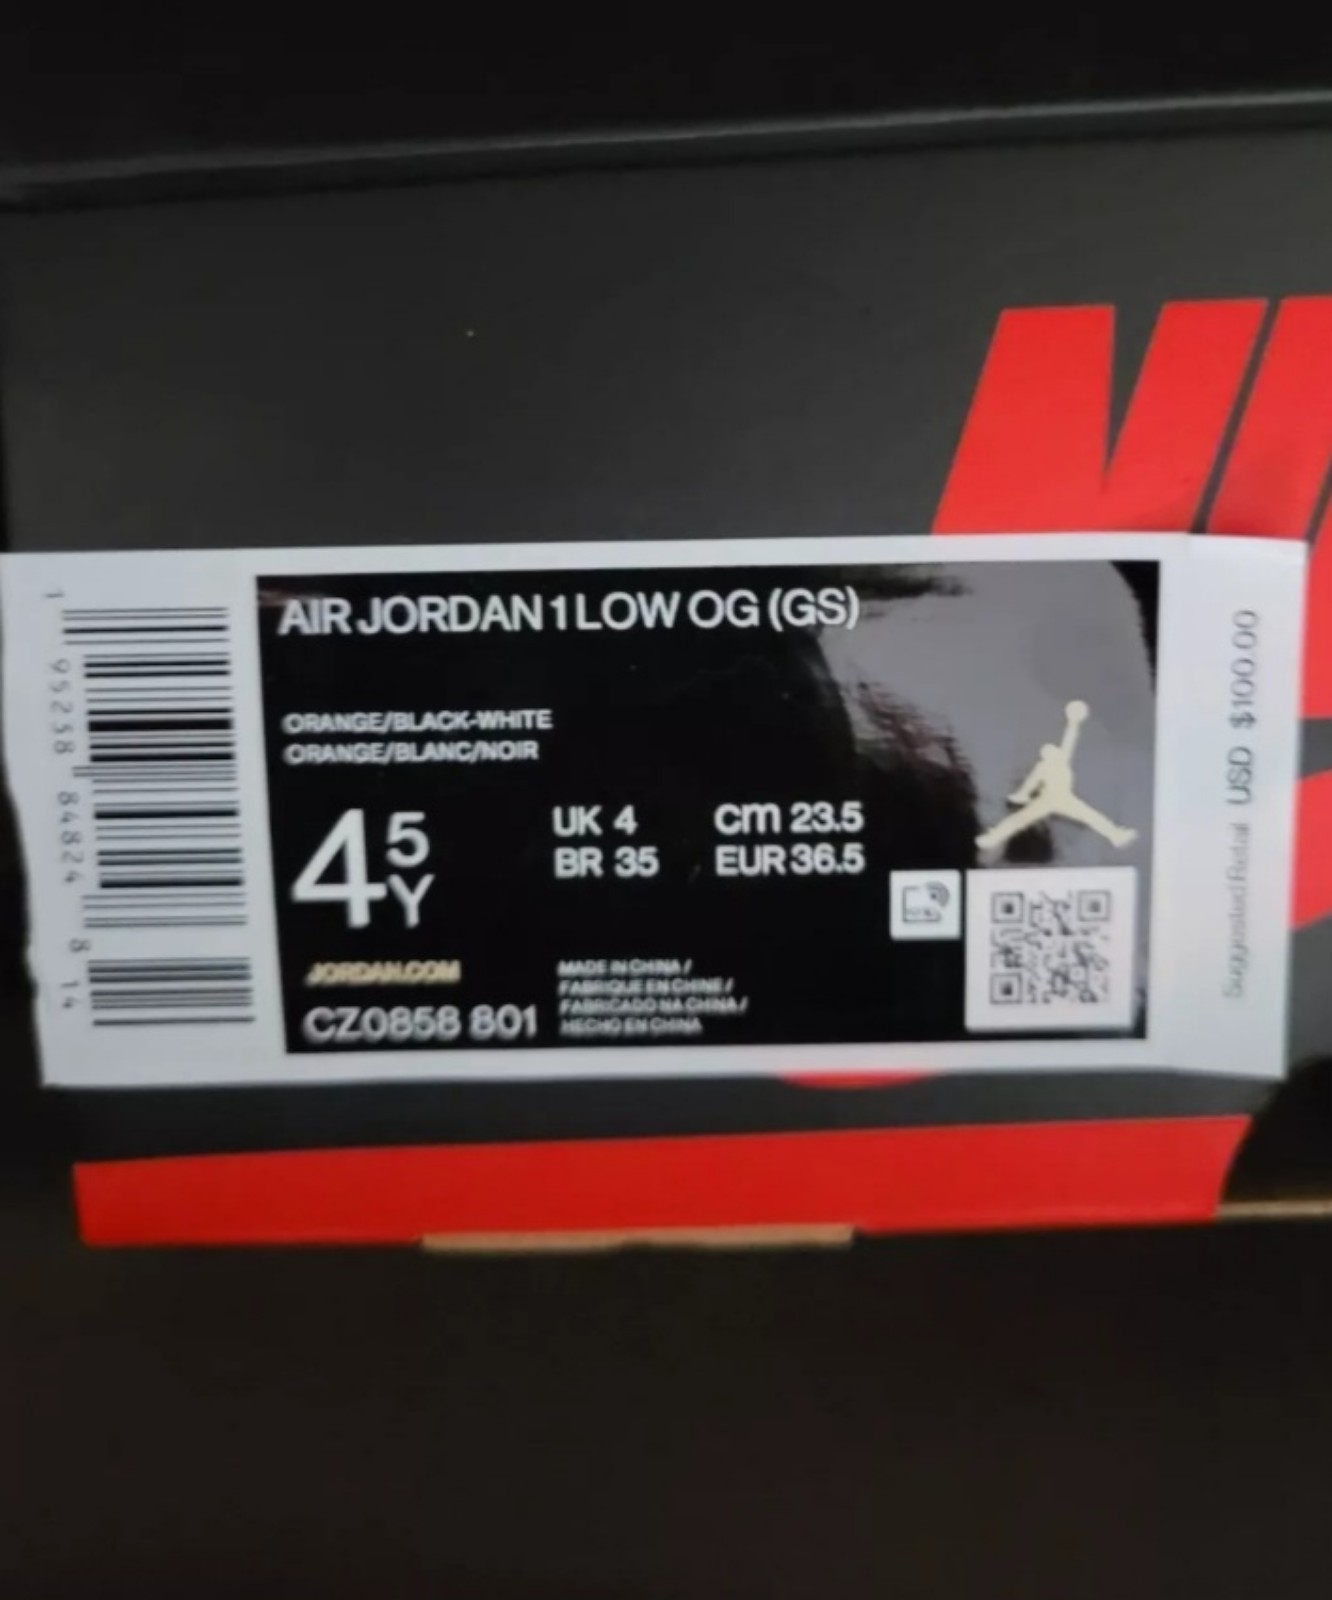 NI
AIR JORDAN 1 LOW OG (GS)
ORANGE/BLACK-WHITE
ORANGE/BLANC/NOIR
4 5 Y
UK 4
CM 23.5
BR 35
EUR 36.5
JORDAN.COM
CZ0858 801
MADE IN CHINA /
FABRIQUE EN CHINE /
FABRICADO NA CHINA /
HECHO EN CHINA
1 95238 84824 8 14
Suggested Retail USD $100.00